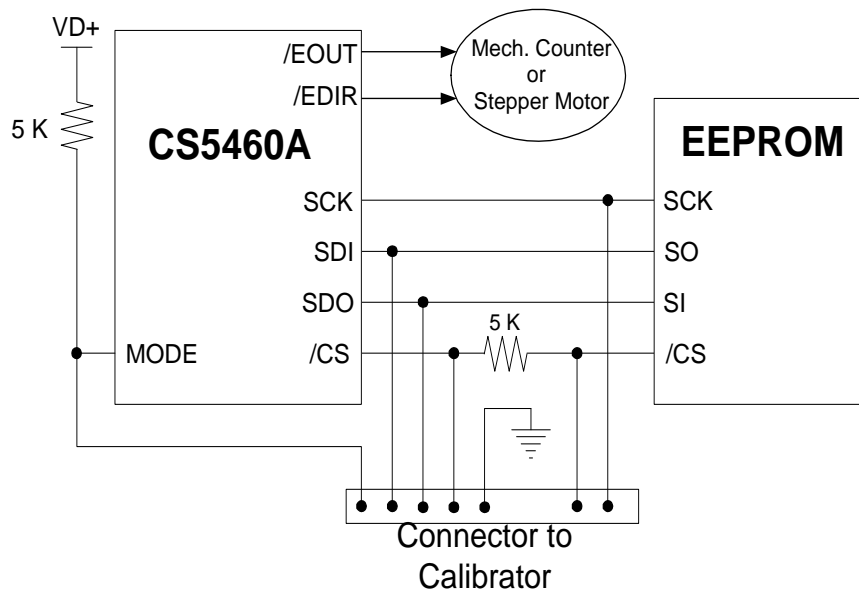 VD+
5 K
CS5460A
/EOUT
/EDIR
SCK
SDI
SDO
/CS
MODE
Mech. Counter
or
Stepper Motor
5 K
EEPROM
SCK
SO
SI
/CS
Connector to
Calibrator